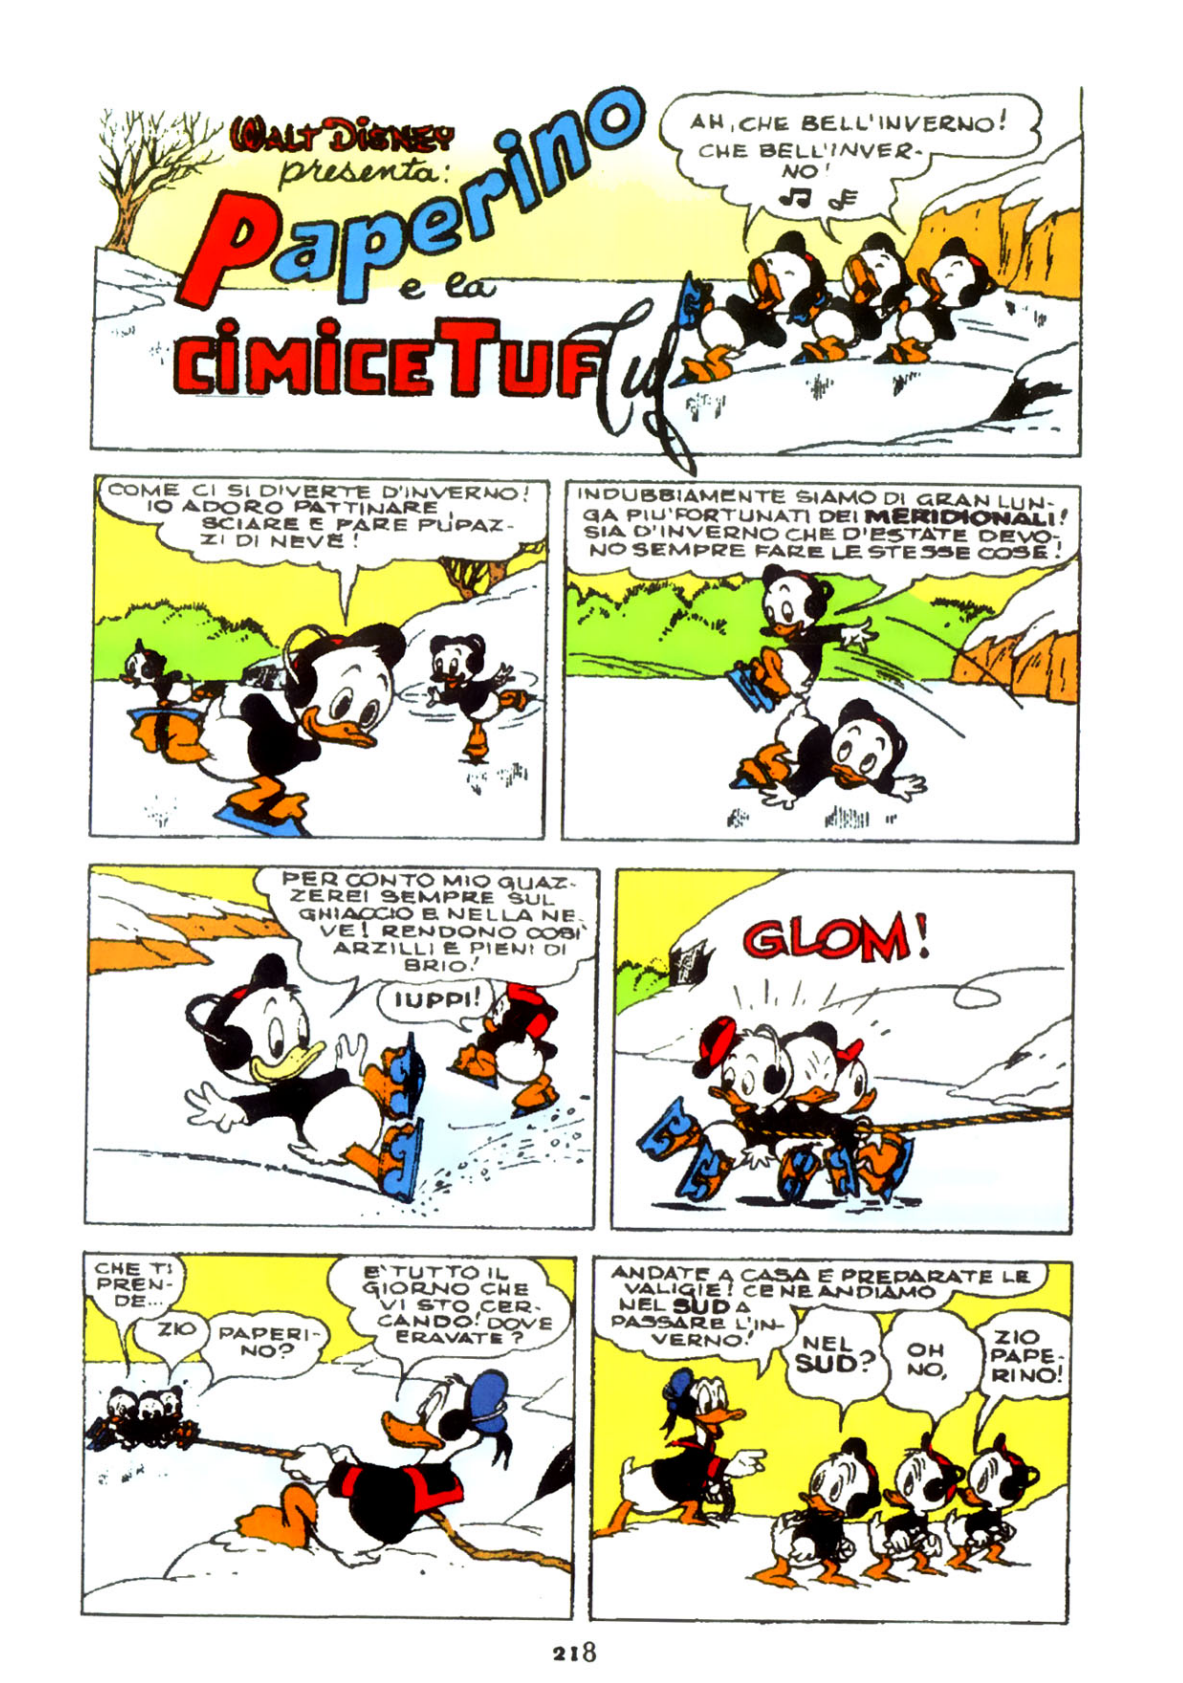 WALT DISNEY
presenta:
Paperino
e la
CIMICE TUF Tuf
AH, CHE BELL'INVERNO!
CHE BELL'INVER-
NO!
COME CI SI DIVERTE D'INVERNO!
IO ADORO PATTINARE,
SCIARE E FARE PUPAZ-
ZI DI NEVE!
INDUBBIAMENTE SIAMO DI GRAN LUN-
GA PIU' FORTUNATI DEI MERIDIONALI!
SIA D'INVERNO CHE D'ESTATE DEVO-
NO SEMPRE FARE LE STESSE COSE!
PER CONTO MIO GUAZ-
ZEREI SEMPRE SUL
GHIACCIO E NELLA NE-
VE! RENDONO COSI'
ARZILLI E PIENI DI
BRIO!
IUPPI!
GLOM!
CHE TI
PREN-
DE...
ZIO
PAPERI-
NO?
E' TUTTO IL
GIORNO CHE
VI STO CER-
CANDO! DOVE
ERAVATE?
ANDATE A CASA E PREPARATE LE
VALIGIE! CE NE ANDIAMO
NEL SUD A
PASSARE L'IN-
VERNO!
NEL
SUD?
OH
NO,
ZIO
PAPE-
RINO!
218